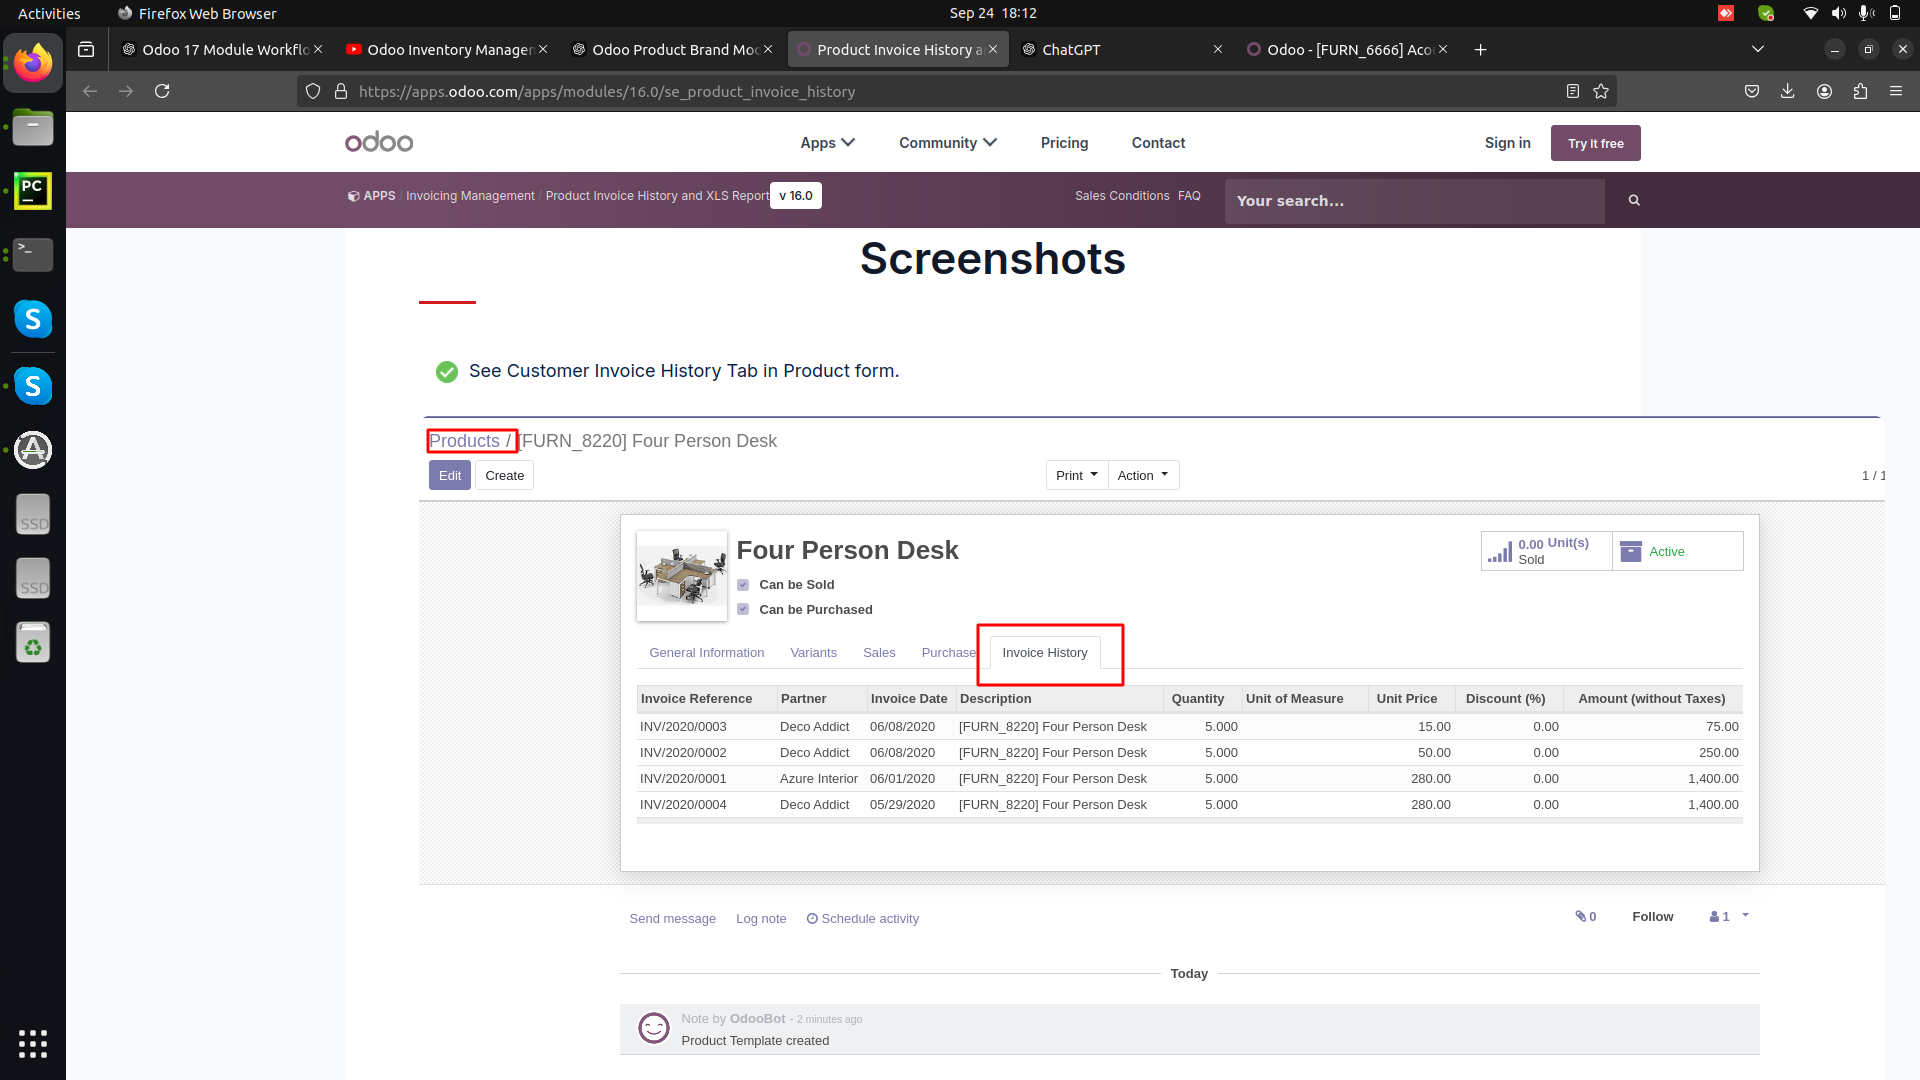 Activities
Firefox Web Browser
Sep 24 18:12
Odoo 17 Module Workflo
Odoo Inventory Managen
Odoo Product Brand Mod
Product Invoice History a
ChatGPT
Odoo - [FURN_6666] Aco
https://apps.odoo.com/apps/modules/16.0/se_product_invoice_history
odoo
Apps
Community
Pricing
Contact
Sign in
Try it free
APPS / Invoicing Management / Product Invoice History and XLS Report
v 16.0
Sales Conditions
FAQ
Your search...
Screenshots
See Customer Invoice History Tab in Product form.
Products / [FURN_8220] Four Person Desk
Edit
Create
Print
Action
1 / 1
Four Person Desk
0.00 Unit(s)
Sold
Active
Can be Sold
Can be Purchased
General Information
Variants
Sales
Purchase
Invoice History
Invoice Reference Partner Invoice Date Description Quantity Unit of Measure Unit Price Discount (%) Amount (without Taxes)
INV/2020/0003 Deco Addict 06/08/2020 [FURN_8220] Four Person Desk 5.000 15.00 0.00 75.00
INV/2020/0002 Deco Addict 06/08/2020 [FURN_8220] Four Person Desk 5.000 50.00 0.00 250.00
INV/2020/0001 Azure Interior 06/01/2020 [FURN_8220] Four Person Desk 5.000 280.00 0.00 1,400.00
INV/2020/0004 Deco Addict 05/29/2020 [FURN_8220] Four Person Desk 5.000 280.00 0.00 1,400.00
Send message
Log note
Schedule activity
0
Follow
1
Today
Note by OdooBot - 2 minutes ago
Product Template created
PC
>_
S
S
A
SSD
SSD